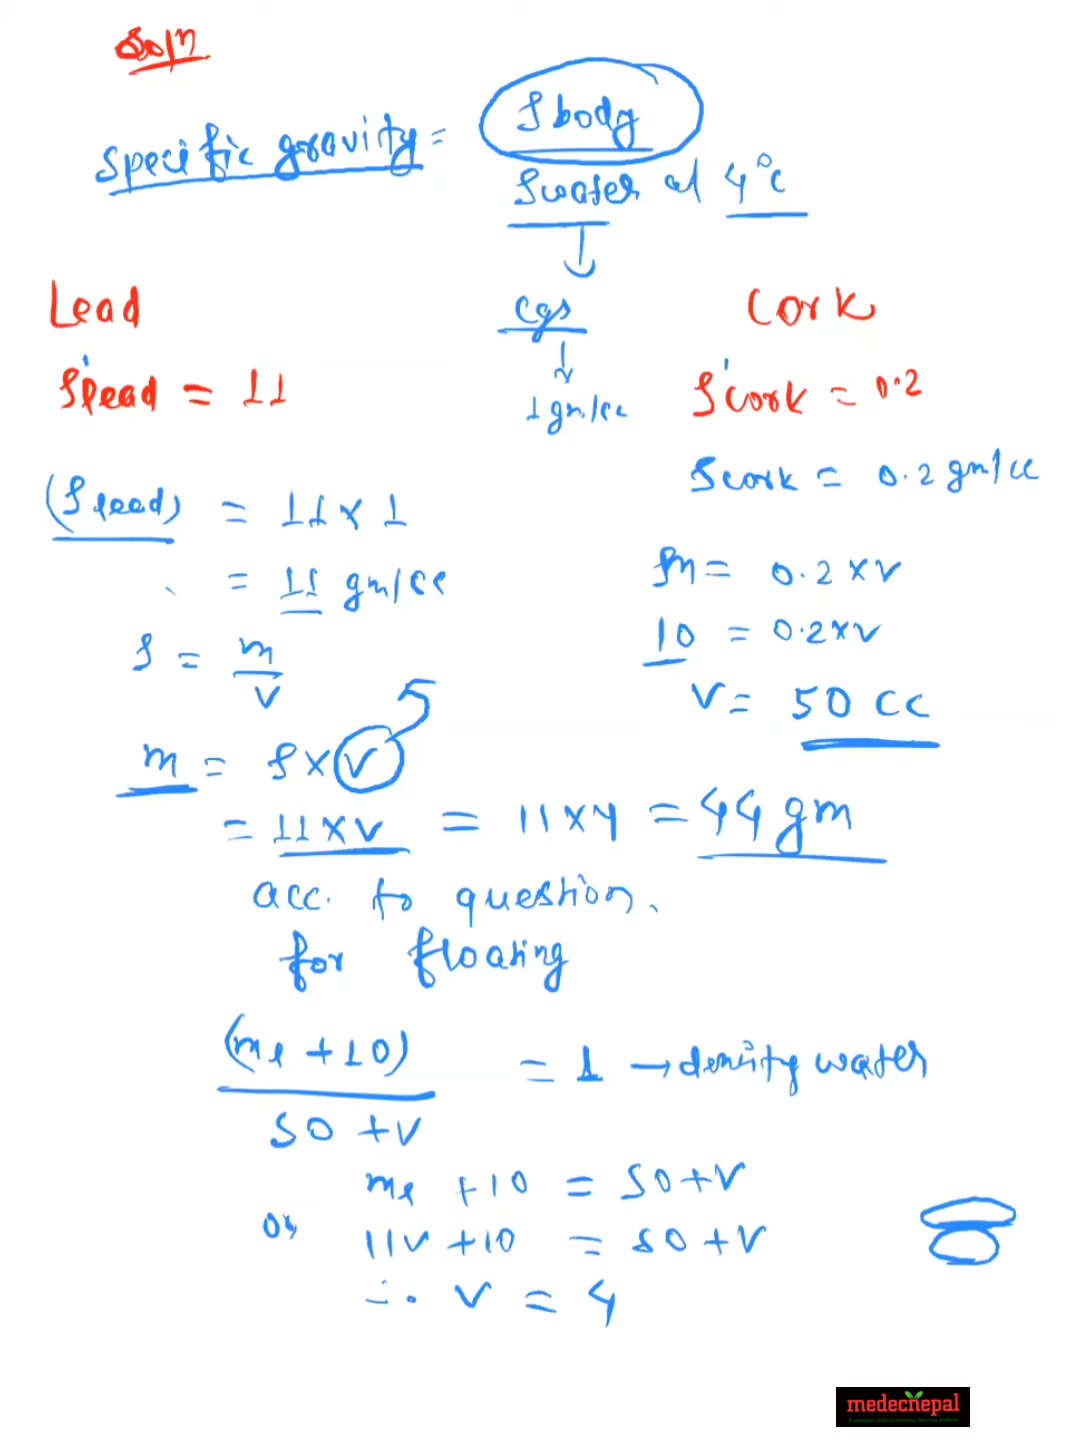 Soln
specific gravity = ρbody
ρwater at 4°c
Lead
cgs
Cork
ρ'lead = 11
1 gm/cc
ρ'cork = 0.2
ρcork = 0.2 gm/cc
(ρlead) = 11 x 1
= 11 gm/cc
m = 0.2 x v
10 = 0.2 x v
ρ = m
v
v = 50 cc
5
m = ρ x v
= 11 x v = 11 x 4 = 44 gm
acc. to question.
for floating
(ml + 10) = 1 → density water
50 + v
ml + 10 = 50 + v
or 11v + 10 = 50 + v
∴ v = 4
medecnepal